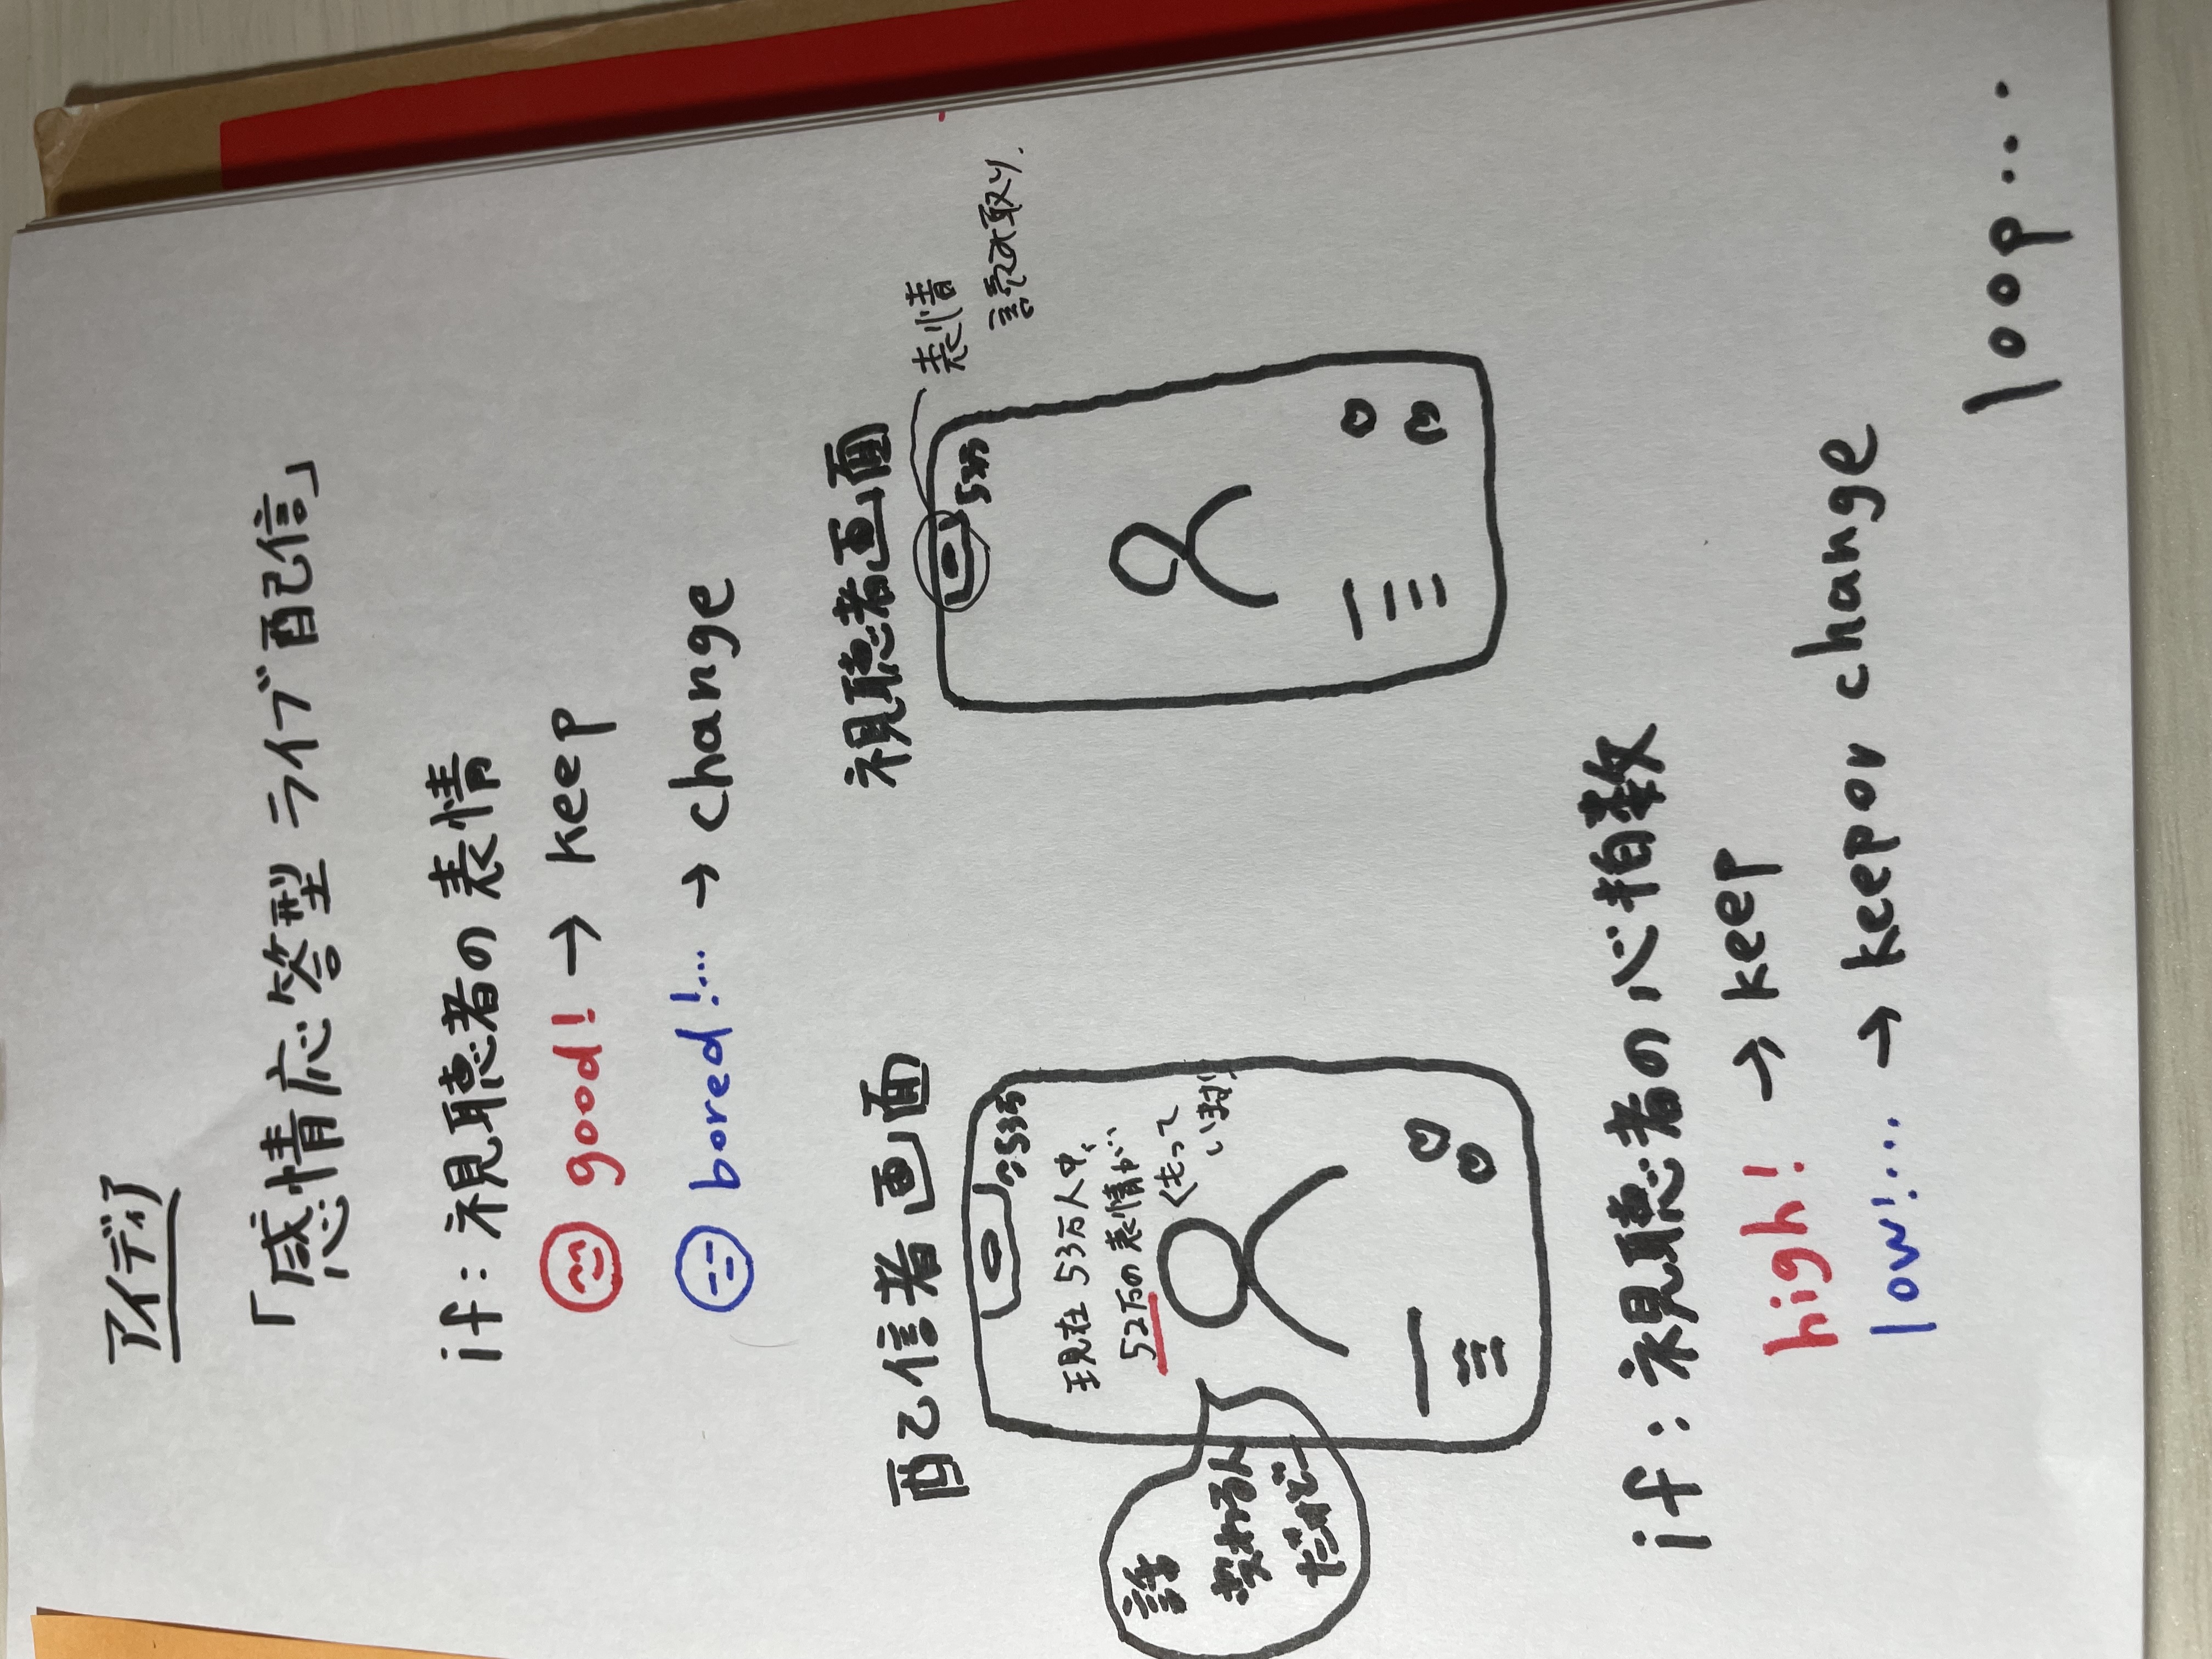 アイディア
「感情応答型 ライブ配信」
if: 視聴者の表情
good! → keep
bored!... → change
配信者画面
53万
現在 53万人中、
52万の表情が
くもって
います!
話
変わるん
だけどー
視聴者画面
53万
表情
読み取り.
if: 視聴者の心拍数
high! → keep
low!... → keep or change
loop...